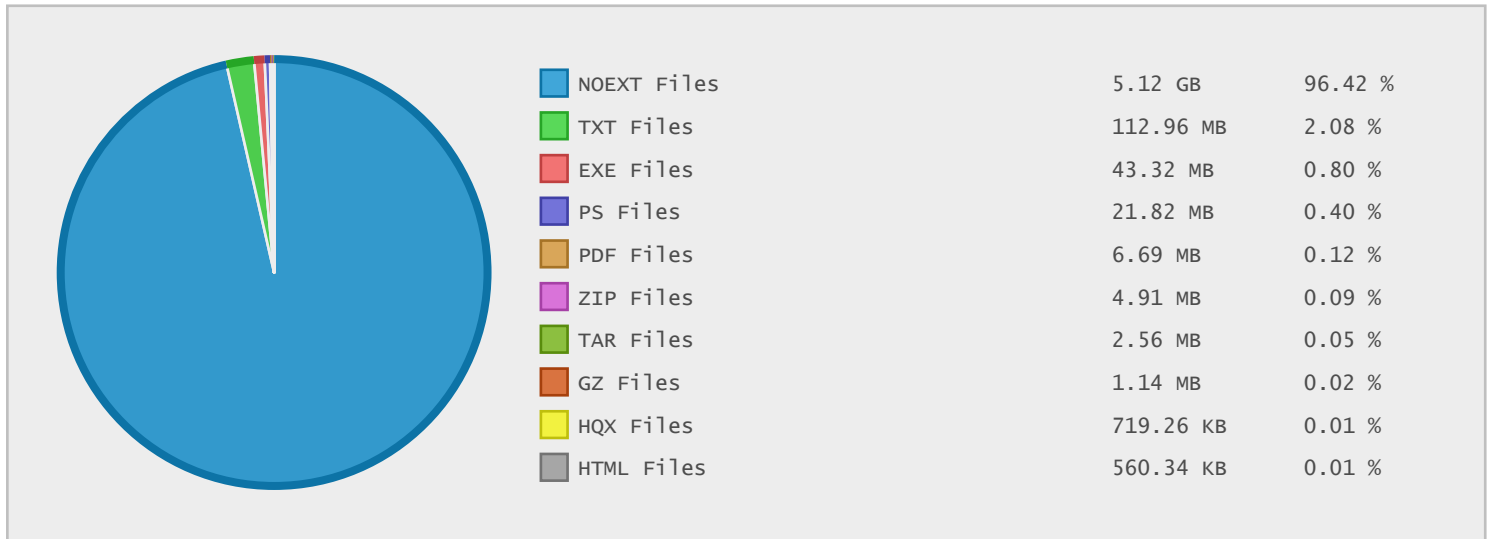 NOEXT Files 5.12 GB 96.42 %
TXT Files 112.96 MB 2.08 %
EXE Files 43.32 MB 0.80 %
PS Files 21.82 MB 0.40 %
PDF Files 6.69 MB 0.12 %
ZIP Files 4.91 MB 0.09 %
TAR Files 2.56 MB 0.05 %
GZ Files 1.14 MB 0.02 %
HQX Files 719.26 KB 0.01 %
HTML Files 560.34 KB 0.01 %